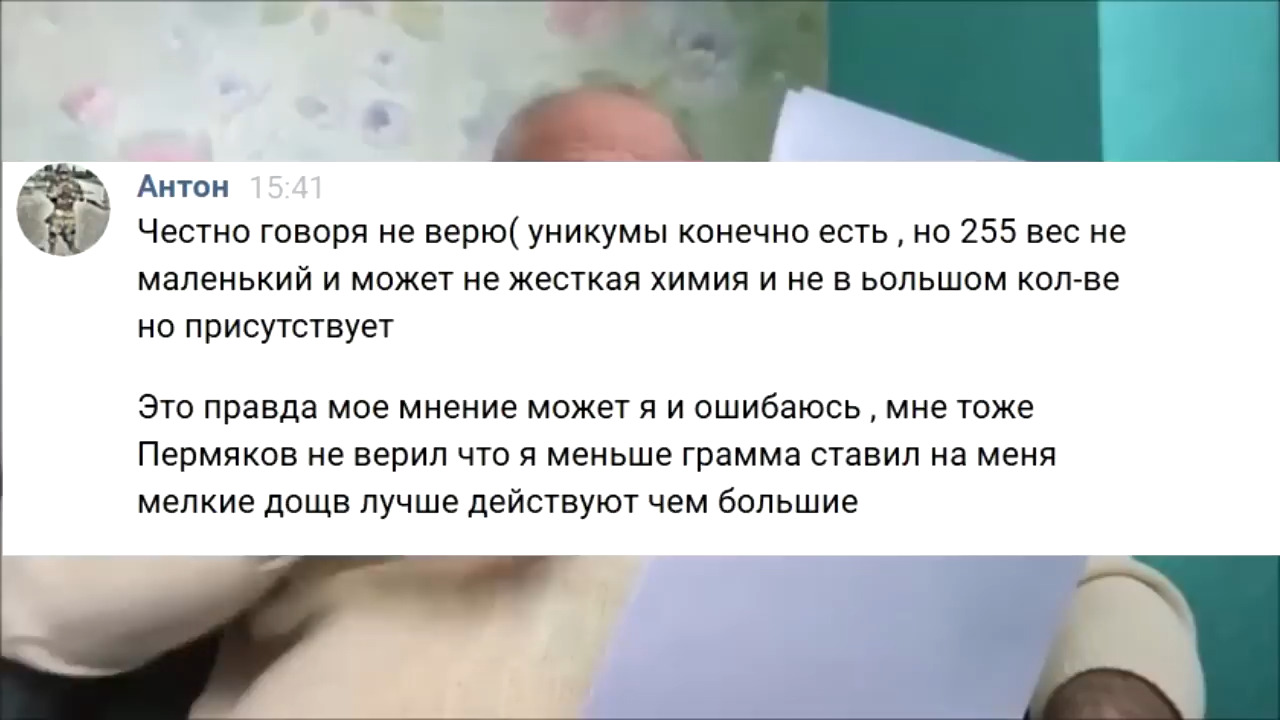 Антон 15:41
Честно говоря не верю( уникумы конечно есть , но 255 вес не
маленький и может не жесткая химия и не в ьольшом кол-ве
но присутствует
Это правда мое мнение может я и ошибаюсь , мне тоже
Пермяков не верил что я меньше грамма ставил на меня
мелкие дощв лучше действуют чем большие